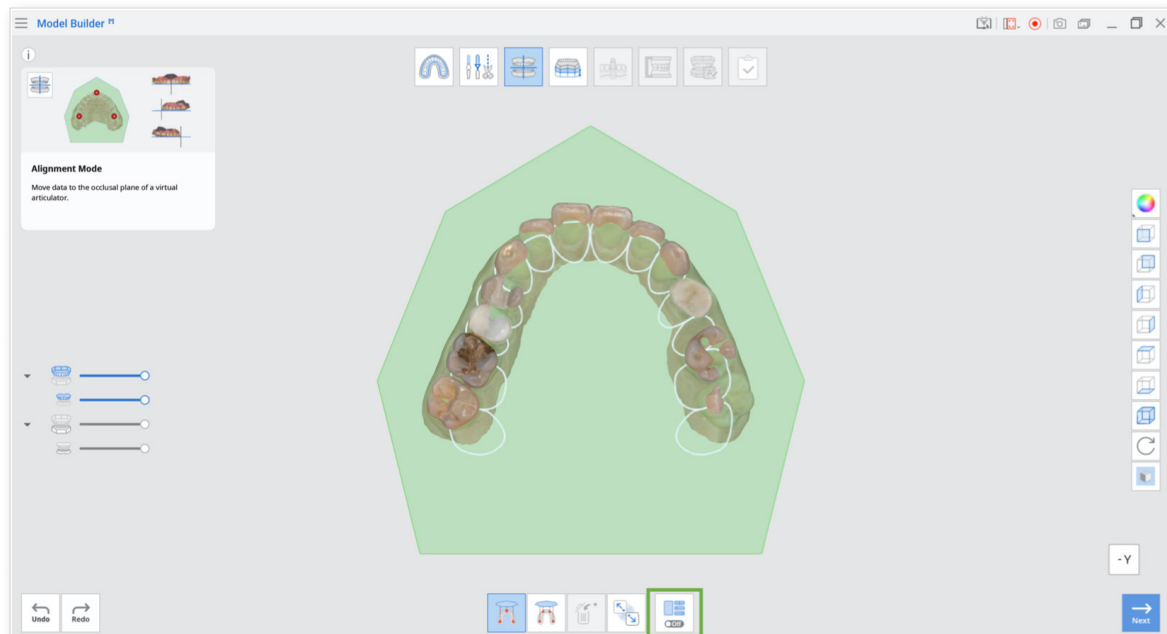 Model Builder M
Alignment Mode
Move data to the occlusal plane of a virtual
articulator.
- Y
Undo
Redo
Off
Next